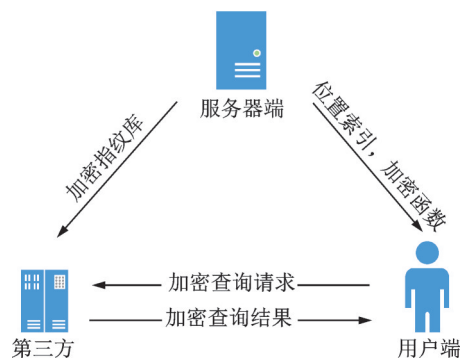 服务器端
加密指纹库
位置索引，加密函数
加密查询请求
加密查询结果
第三方
用户端